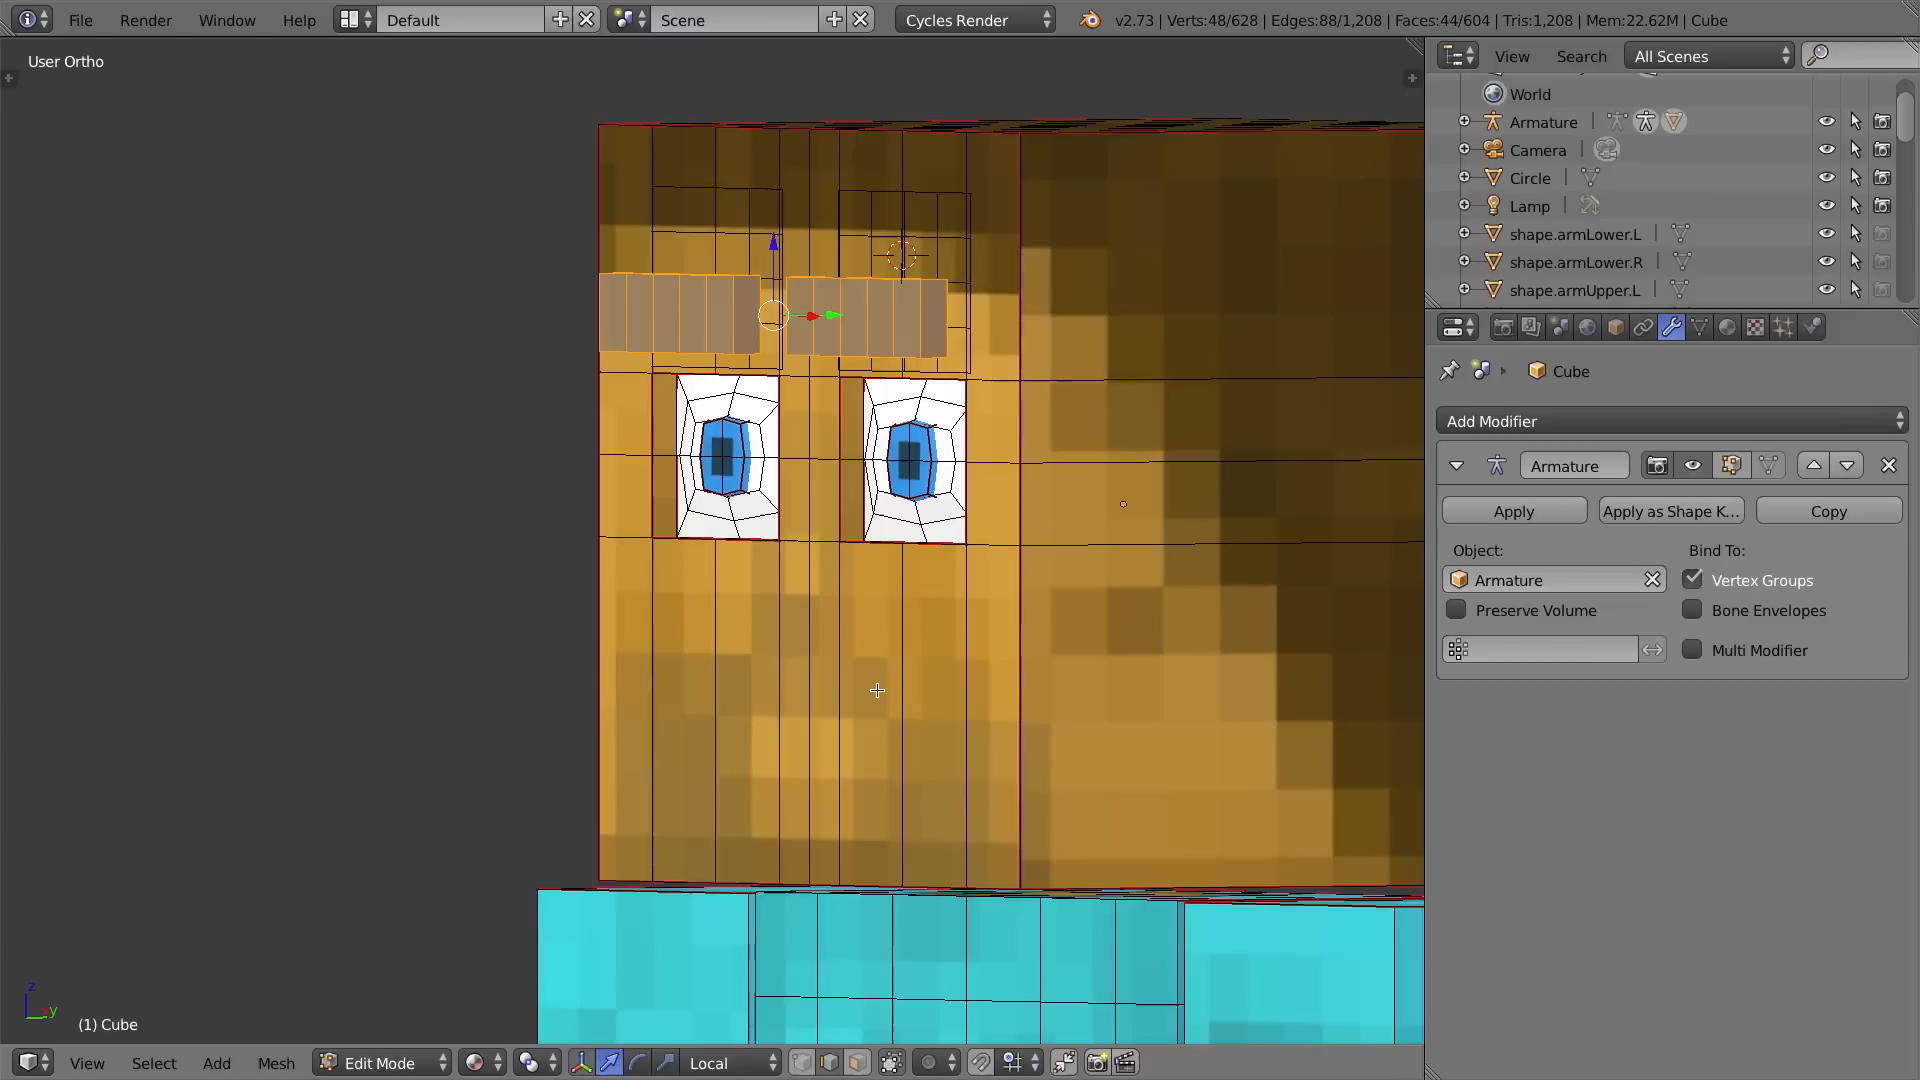 File Render Window Help Default Scene Cycles Render v2.73 | Verts:48/628 | Edges:88/1,208 | Faces:44/604 | Tris:1,208 | Mem:22.62M | Cube
User Ortho
View Search All Scenes
World
Armature
Camera
Circle
Lamp
shape.armLower.L
shape.armLower.R
shape.armUpper.L
Cube
Add Modifier
Armature
Apply Apply as Shape K... Copy
Object: Bind To:
Armature Vertex Groups
Preserve Volume Bone Envelopes
Multi Modifier
z
y
(1) Cube
View Select Add Mesh Edit Mode Local